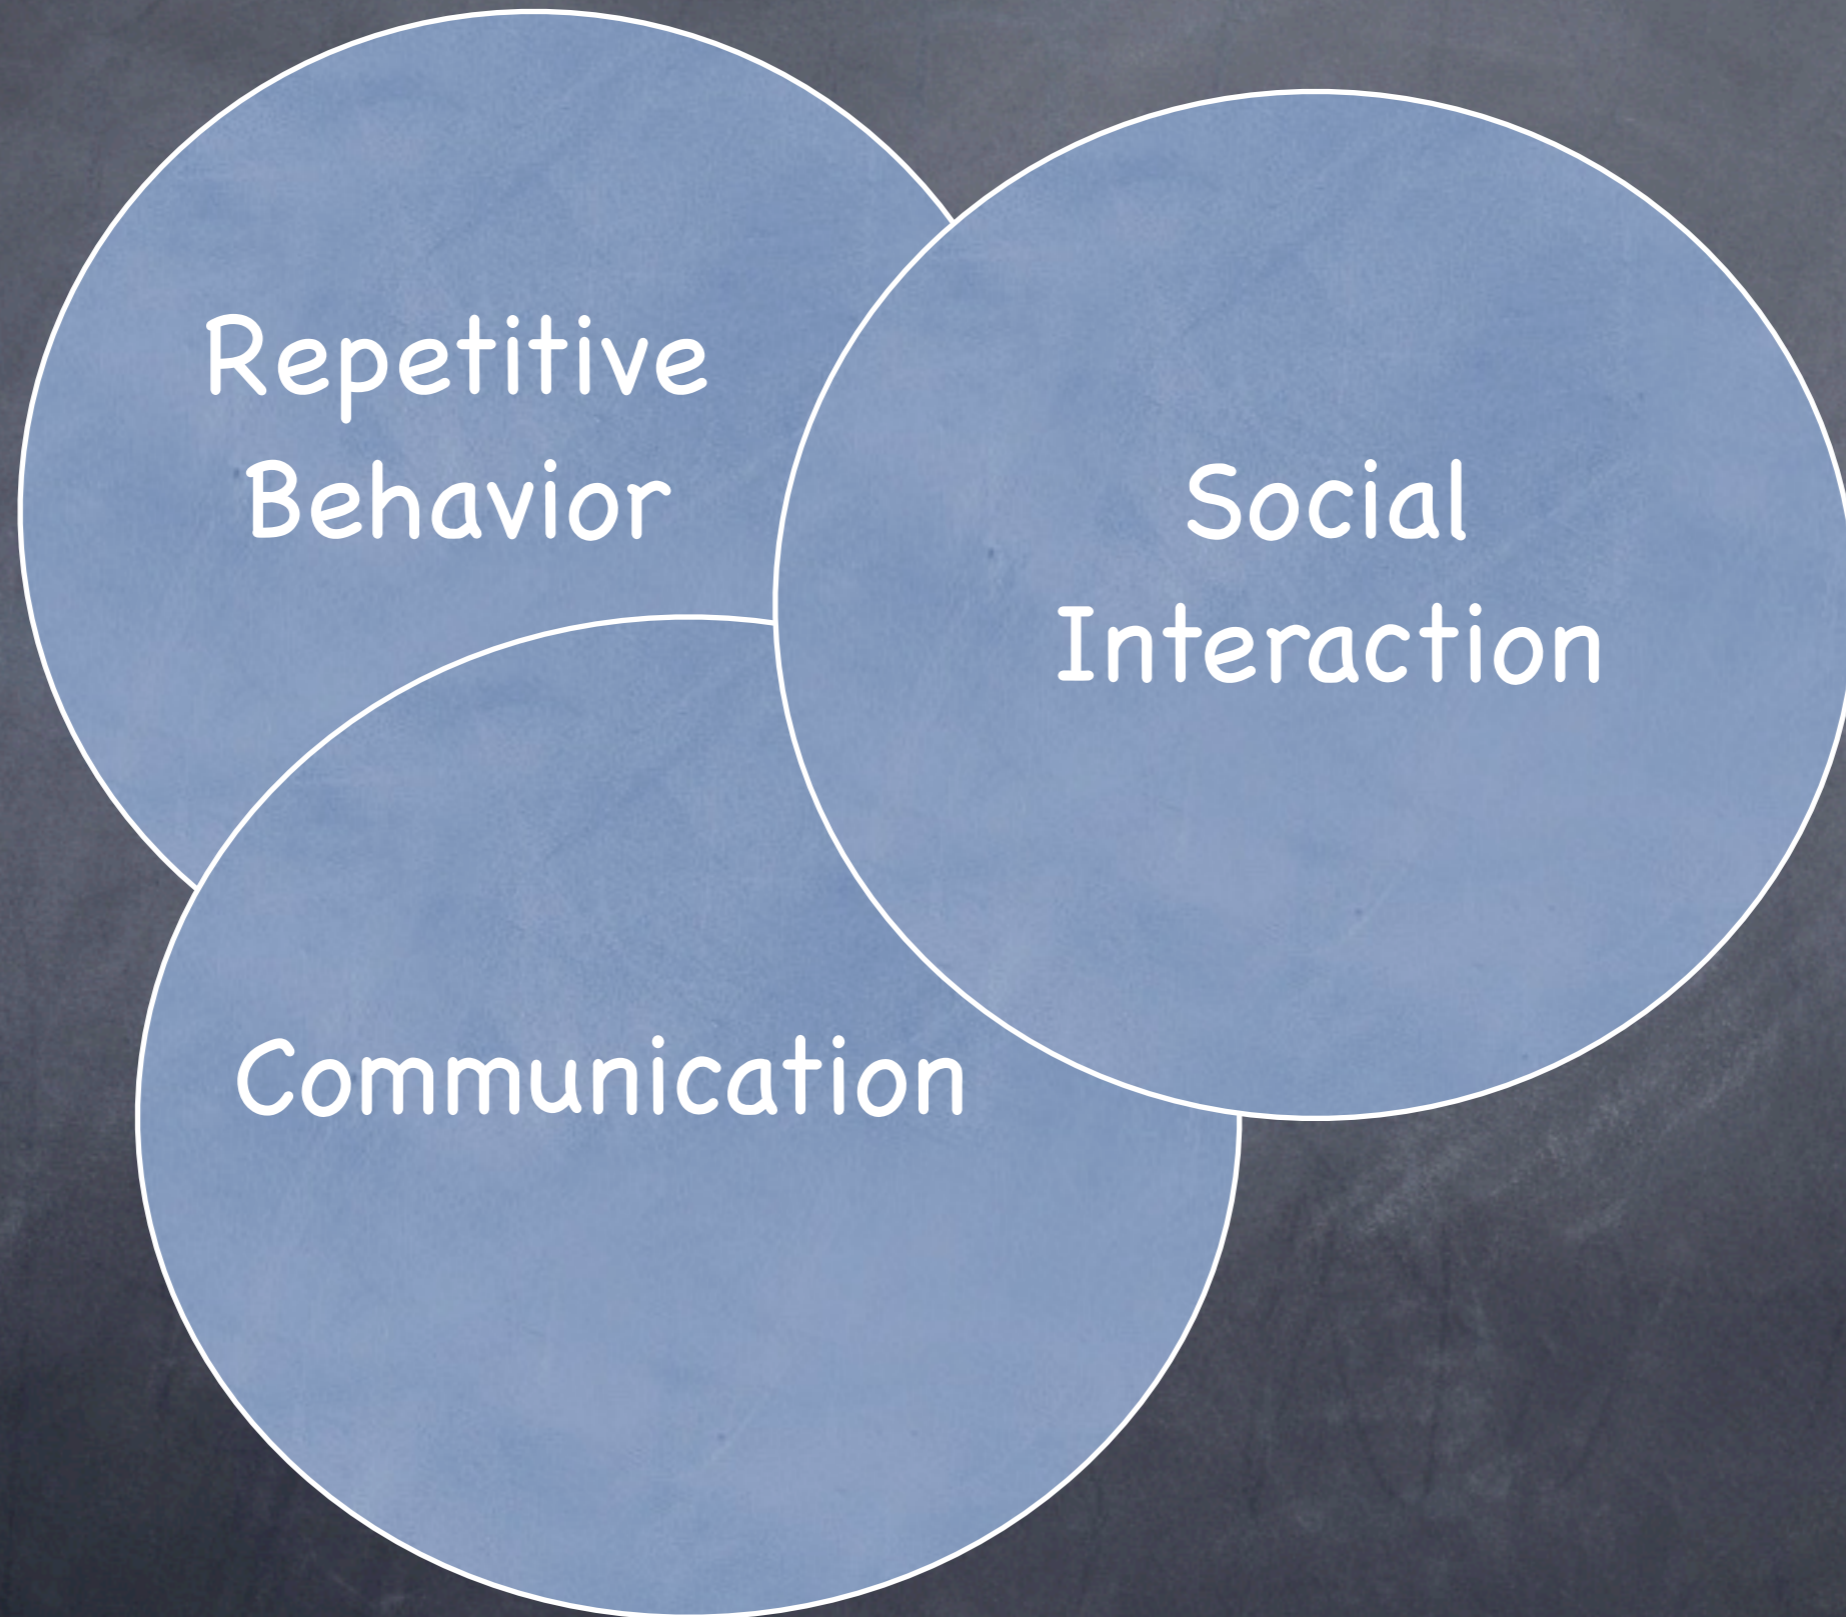 Repetitive
Behavior
Social
Interaction
Communication